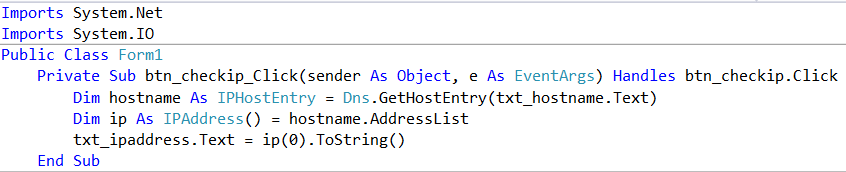 Imports System.Net
Imports System.IO
Public Class Form1
    Private Sub btn_checkip_Click(sender As Object, e As EventArgs) Handles btn_checkip.Click
        Dim hostname As IPHostEntry = Dns.GetHostEntry(txt_hostname.Text)
        Dim ip As IPAddress() = hostname.AddressList
        txt_ipaddress.Text = ip(0).ToString()
    End Sub